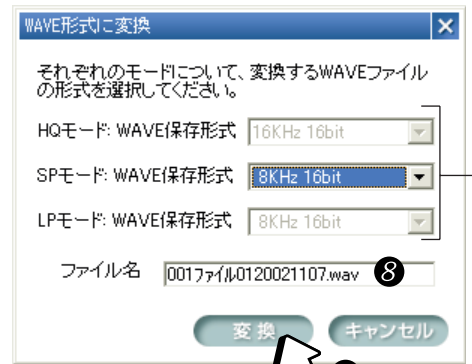 WAVE形式に変換
それぞれのモードについて、変換するWAVEファイル
の形式を選択してください。
HQモード: WAVE保存形式 16KHz 16bit
SPモード: WAVE保存形式 8KHz 16bit
LPモード: WAVE保存形式 8KHz 16bit
ファイル名 001ファイル0120021107.wav 8
変換 キャンセル